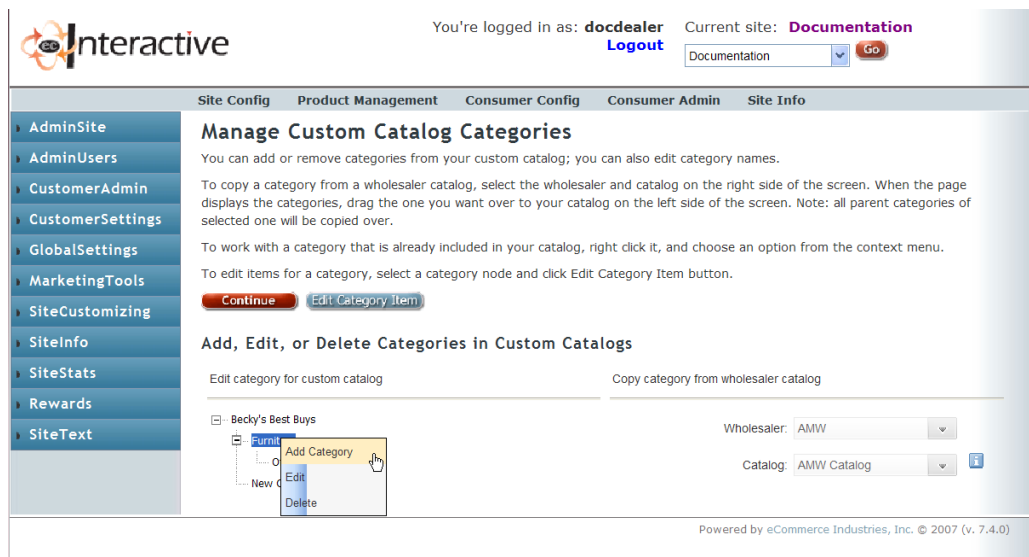 ec Interactive
You're logged in as: docdealer
Logout
Current site: Documentation
Documentation
Go
Site Config Product Management Consumer Config Consumer Admin Site Info
AdminSite
AdminUsers
CustomerAdmin
CustomerSettings
GlobalSettings
MarketingTools
SiteCustomizing
SiteInfo
SiteStats
Rewards
SiteText
Manage Custom Catalog Categories
You can add or remove categories from your custom catalog; you can also edit category names.
To copy a category from a wholesaler catalog, select the wholesaler and catalog on the right side of the screen. When the page
displays the categories, drag the one you want over to your catalog on the left side of the screen. Note: all parent categories of
selected one will be copied over.
To work with a category that is already included in your catalog, right click it, and choose an option from the context menu.
To edit items for a category, select a category node and click Edit Category Item button.
Continue Edit Category Item
Add, Edit, or Delete Categories in Custom Catalogs
Edit category for custom catalog
Becky's Best Buys
New
Add Category
Edit
Delete
Copy category from wholesaler catalog
Wholesaler: AMW
Catalog: AMW Catalog
Powered by eCommerce Industries, Inc. © 2007 (v. 7.4.0)